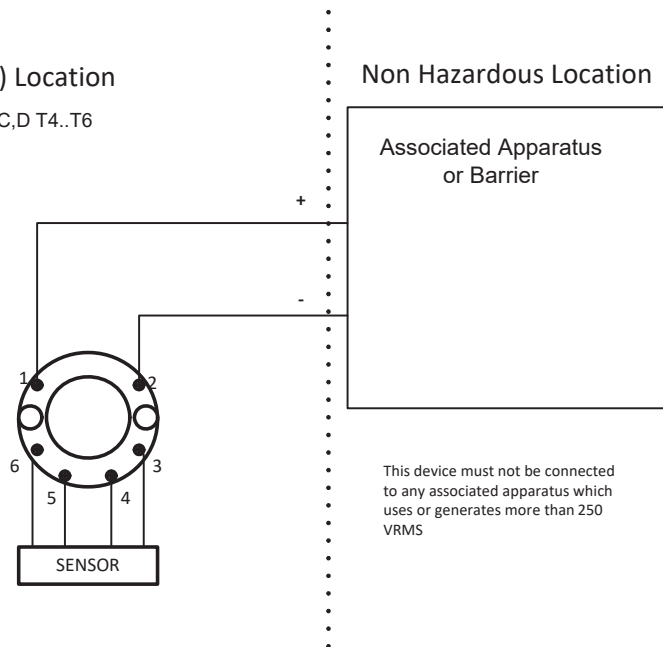 ) Location
C,D T4..T6
Non Hazardous Location
Associated Apparatus
or Barrier
+
-
1
2
6
3
5
4
SENSOR
This device must not be connected
to any associated apparatus which
uses or generates more than 250
VRMS